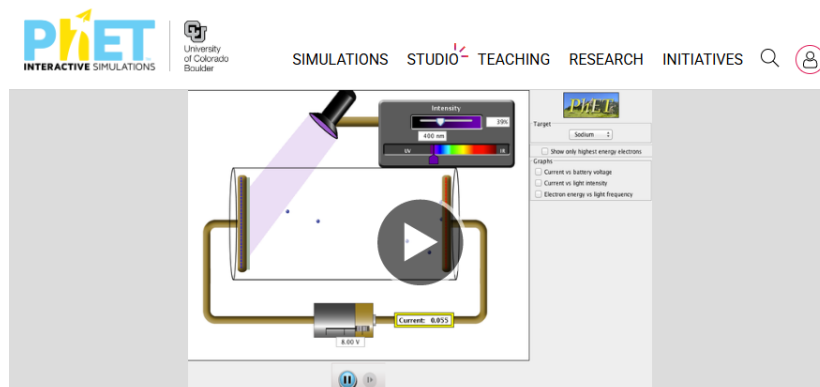 PhET
INTERACTIVE SIMULATIONS
CU
University
of Colorado
Boulder
SIMULATIONS STUDIO TEACHING RESEARCH INITIATIVES
Intensity
39%
400 nm
UV IR
PhET
Target
Sodium
Show only highest energy electrons
Graphs
Current vs battery voltage
Current vs light intensity
Electron energy vs light frequency
Current: 0.055
8.00 V